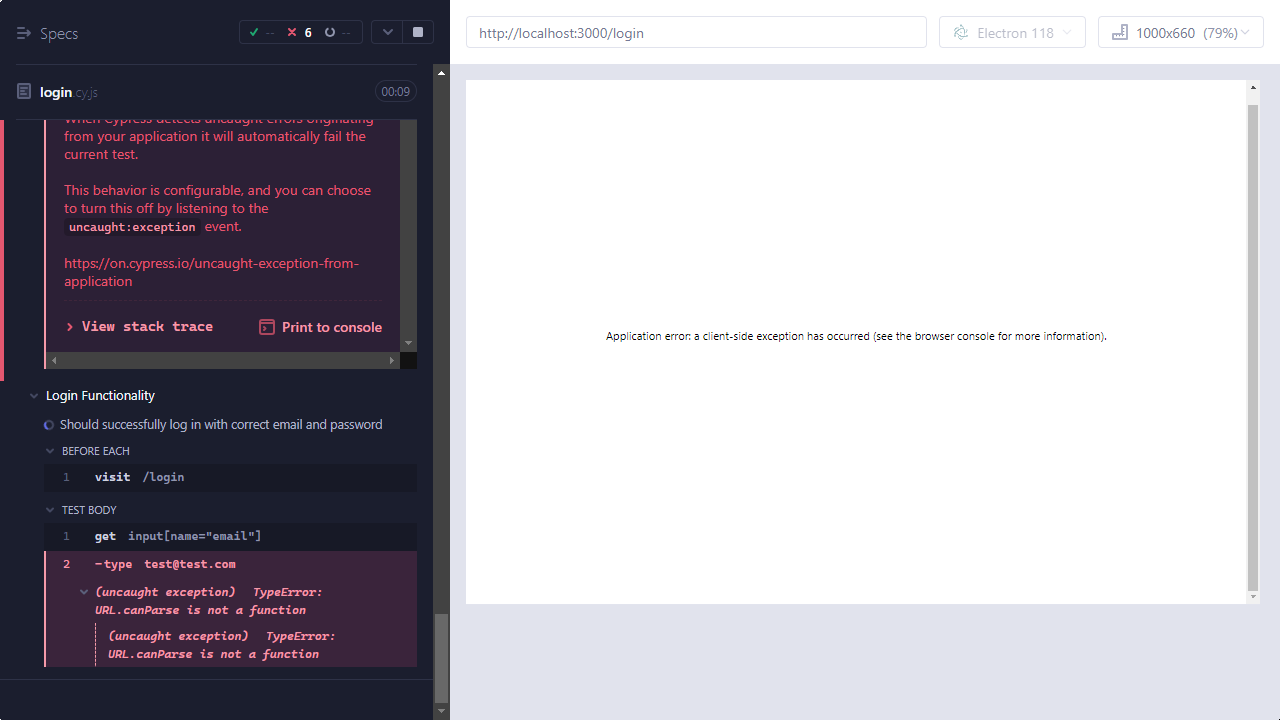 Specs
-- 6 --
http://localhost:3000/login
Electron 118
1000x660 (79%)
login.cy.js
00:09
When Cypress detects uncaught errors originating
from your application it will automatically fail the
current test.
This behavior is configurable, and you can choose
to turn this off by listening to the
uncaught:exception event.
https://on.cypress.io/uncaught-exception-from-
application
View stack trace
Print to console
Login Functionality
Should successfully log in with correct email and password
BEFORE EACH
1 visit /login
TEST BODY
1 get input[name="email"]
2 -type test@test.com
(uncaught exception) TypeError:
URL.canParse is not a function
(uncaught exception) TypeError:
URL.canParse is not a function
Application error: a client-side exception has occurred (see the browser console for more information).